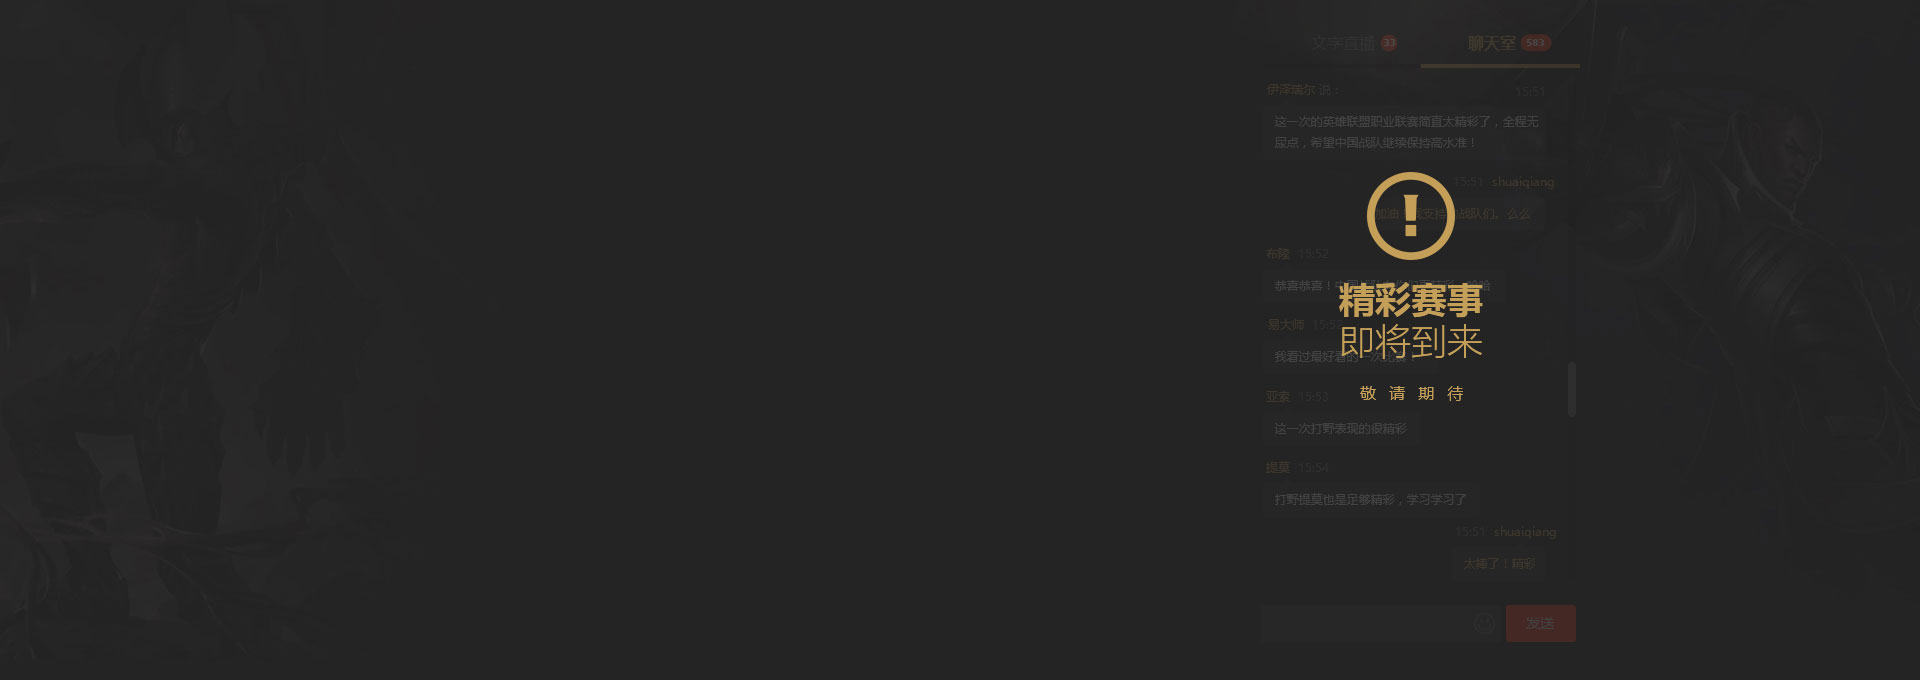 文字直播 33
聊天室 583
伊泽瑞尔 说： 15:51
这一次的英雄联盟职业联赛简直太精彩了，全程无
尿点，希望中国战队继续保持高水准！
15:51 shuaiqiang
加油 支持 战队们。么么
布隆 15:52
恭喜恭喜！
精彩赛事
易大师
即将到来
我看过最好看的一次比赛
敬请期待
亚索 15:53
这一次打野表现的很精彩
提莫 15:54
打野提莫也是足够精彩，学习学习了
15:51 shuaiqiang
太棒了！精彩
发送